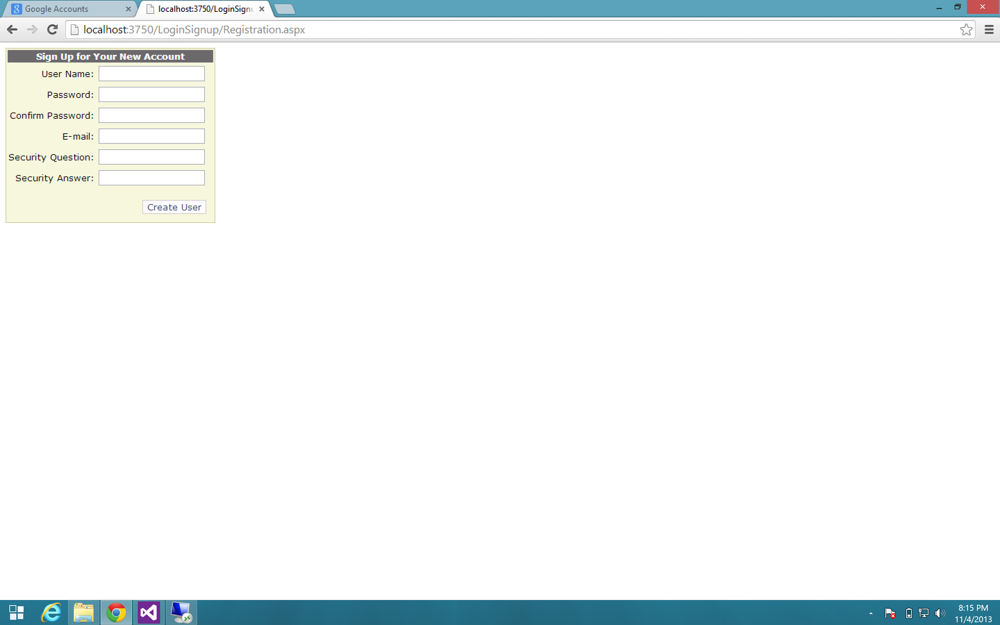 Google Accounts
localhost:3750/LoginSignu
localhost:3750/LoginSignup/Registration.aspx
Sign Up for Your New Account
User Name:
Password:
Confirm Password:
E-mail:
Security Question:
Security Answer:
Create User
8:15 PM
11/4/2013